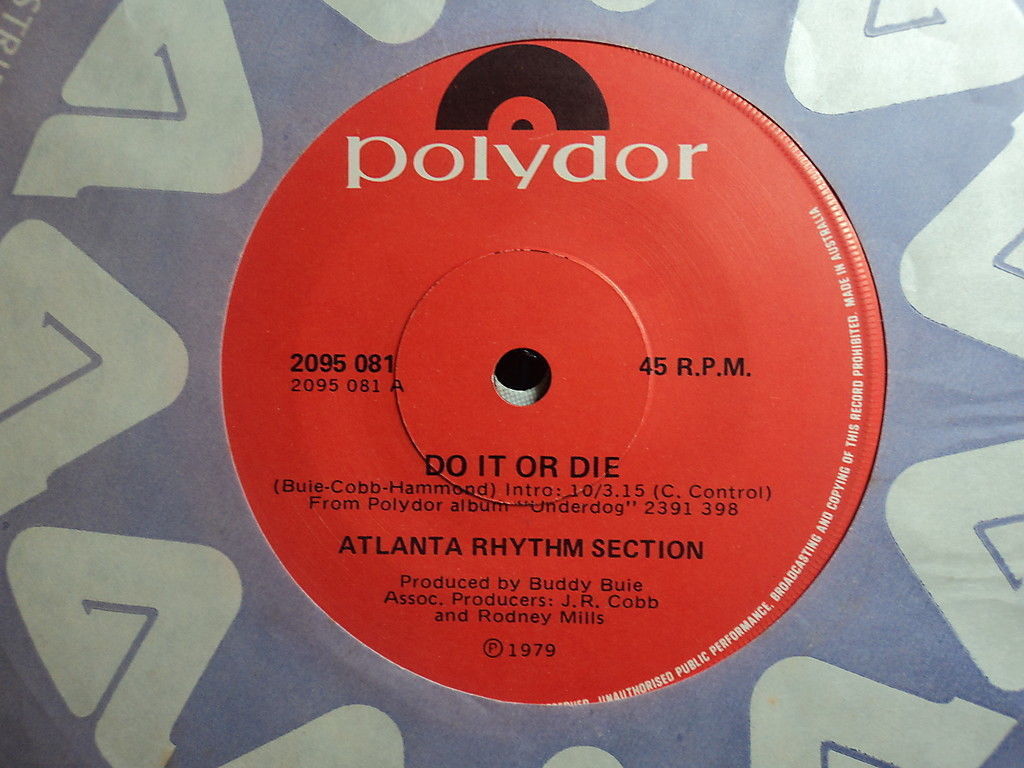 polydor
2095 081
2095 081 A
45 R.P.M.
DO IT OR DIE
(Buie-Cobb-Hammond) Intro: 10/3.15 (C. Control)
From Polydor album "Underdog" 2391 398
ATLANTA RHYTHM SECTION
Produced by Buddy Buie
Assoc. Producers: J.R. Cobb
and Rodney Mills
Ⓟ 1979
UNAUTHORISED PUBLIC PERFORMANCE, BROADCASTING AND COPYING OF THIS RECORD PROHIBITED. MADE IN AUSTRALIA